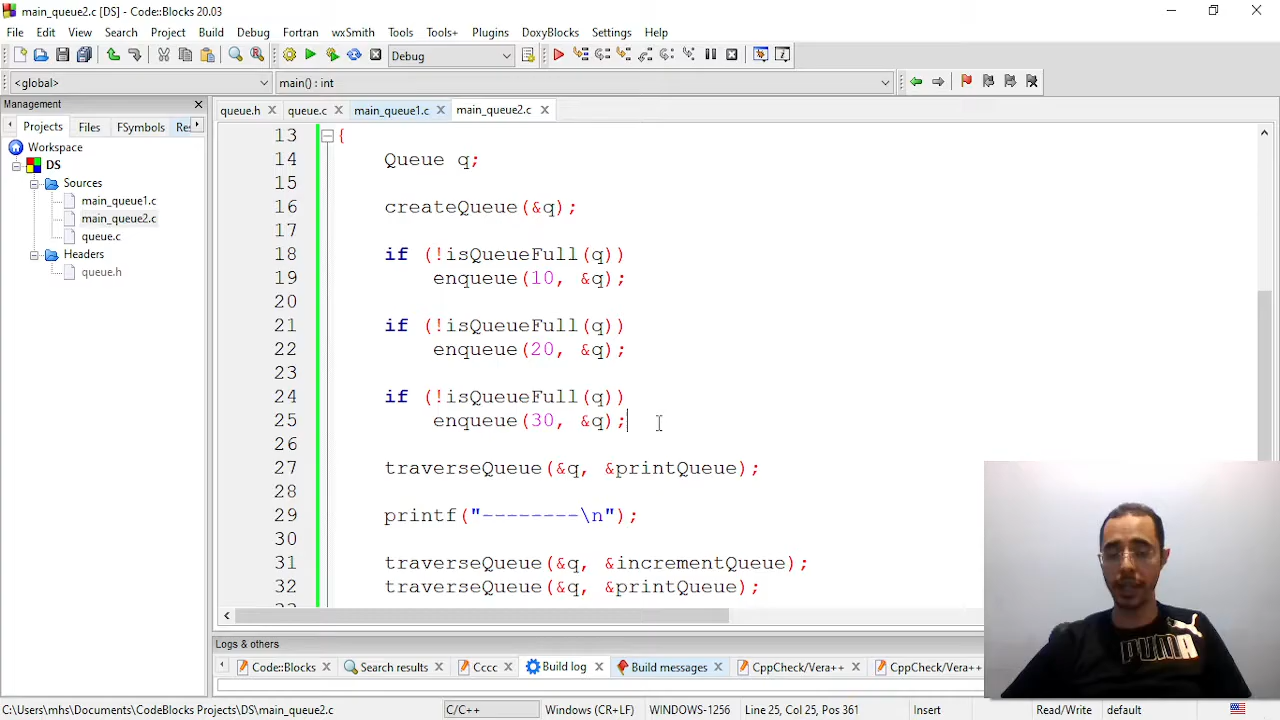 main_queue2.c [DS] - Code::Blocks 20.03
File Edit View Search Project Build Debug Fortran wxSmith Tools Tools+ Plugins DoxyBlocks Settings Help
Debug
<global> main() : int
Management
queue.h queue.c main_queue1.c main_queue2.c
Projects Files FSymbols Res
Workspace
DS
Sources
main_queue1.c
main_queue2.c
queue.c
Headers
queue.h
13 {
14 Queue q;
15
16 createQueue(&q);
17
18 if (!isQueueFull(q))
19 enqueue(10, &q);
20
21 if (!isQueueFull(q))
22 enqueue(20, &q);
23
24 if (!isQueueFull(q))
25 enqueue(30, &q);
26
27 traverseQueue(&q, &printQueue);
28
29 printf("--------\n");
30
31 traverseQueue(&q, &incrementQueue);
32 traverseQueue(&q, &printQueue);
Logs & others
Code::Blocks Search results Cccc Build log Build messages CppCheck/Vera++ CppCheck/Vera++
PUMA
C:\Users\mhs\Documents\CodeBlocks Projects\DS\main_queue2.c C/C++ Windows (CR+LF) WINDOWS-1256 Line 25, Col 25, Pos 361 Insert Read/Write default